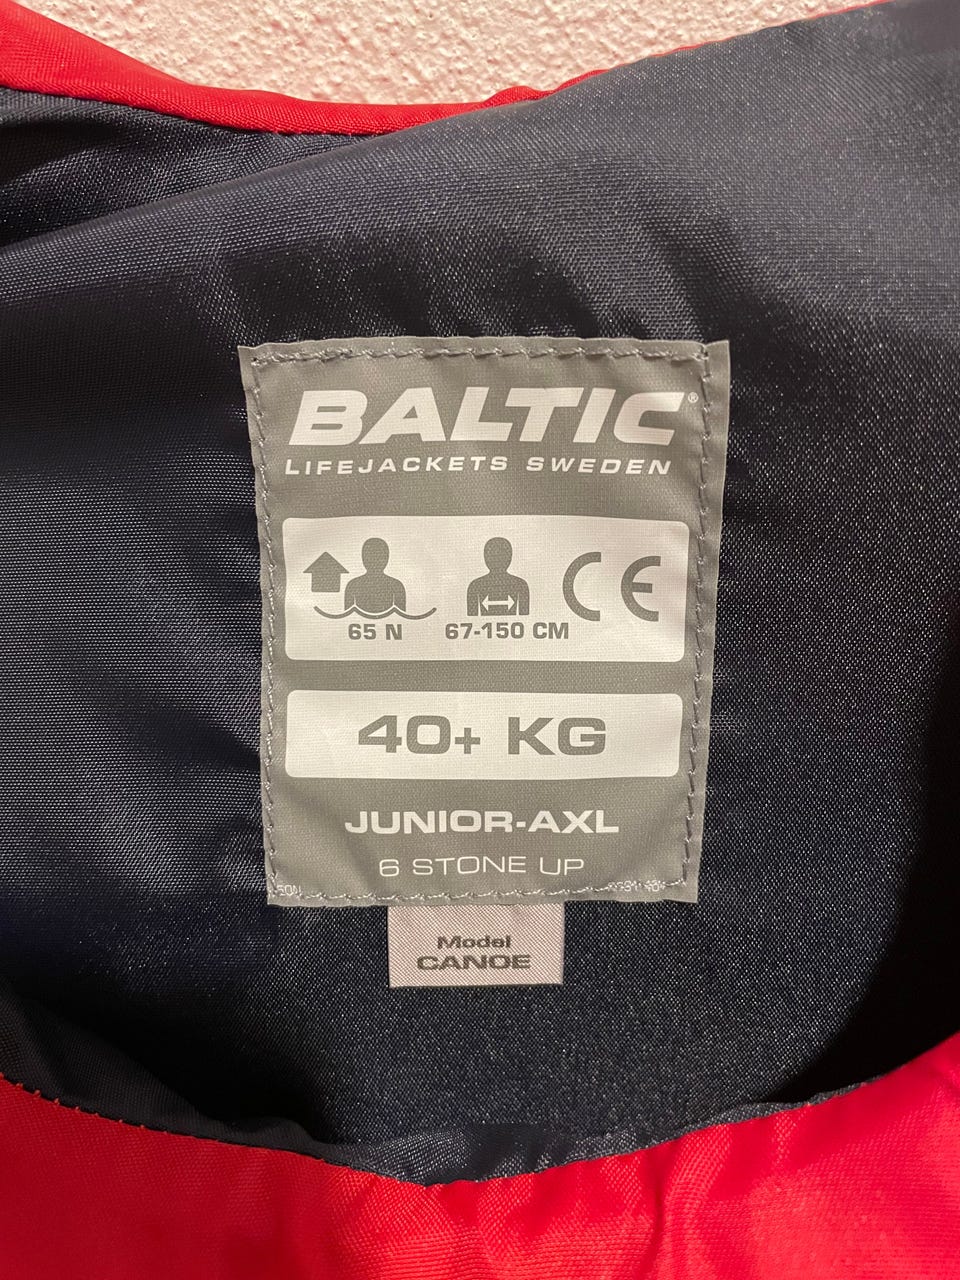 BALTIC®
LIFEJACKETS SWEDEN
65 N
67-150 CM
CE
40+ KG
JUNIOR-AXL
6 STONE UP
Model
CANOE